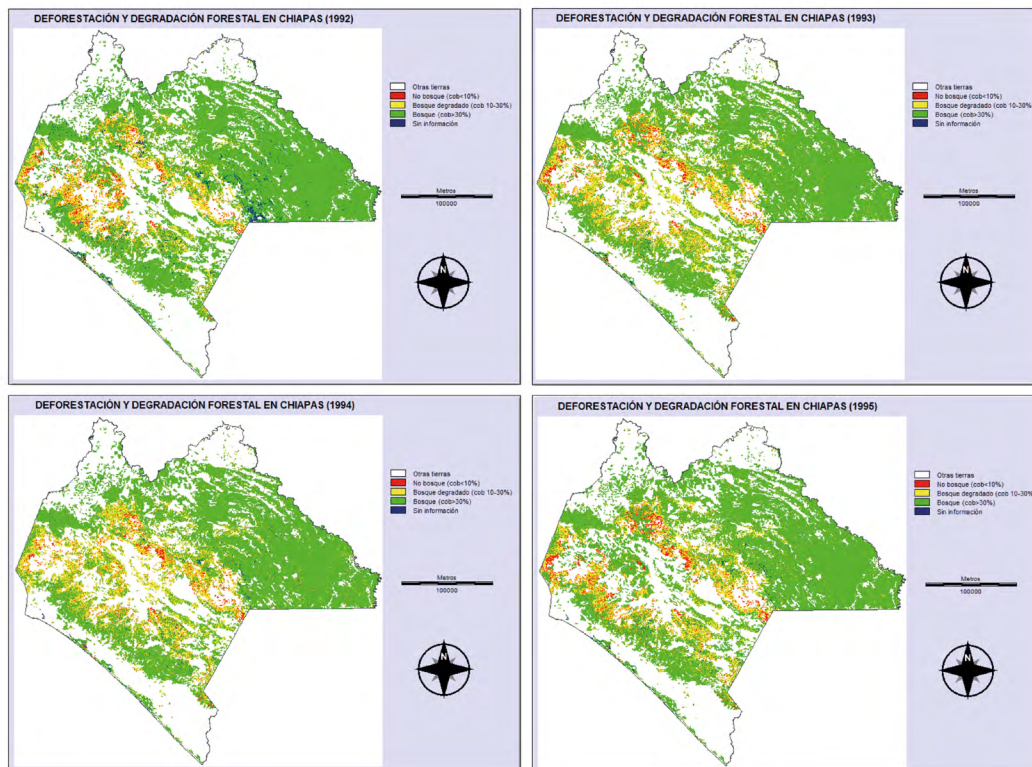 DEFORESTACIÓN Y DEGRADACIÓN FORESTAL EN CHIAPAS (1992)
Otras tierras
No bosque (cob<10%)
Bosque degradado (cob 10-30%)
Bosque (cob>30%)
Sin información
Metros
100000
N
DEFORESTACIÓN Y DEGRADACIÓN FORESTAL EN CHIAPAS (1993)
Otras tierras
No bosque (cob<10%)
Bosque degradado (cob 10-30%)
Bosque (cob>30%)
Sin información
Metros
100000
N
DEFORESTACIÓN Y DEGRADACIÓN FORESTAL EN CHIAPAS (1994)
Otras tierras
No bosque (cob<10%)
Bosque degradado (cob 10-30%)
Bosque (cob>30%)
Sin información
Metros
100000
N
DEFORESTACIÓN Y DEGRADACIÓN FORESTAL EN CHIAPAS (1995)
Otras tierras
No bosque (cob<10%)
Bosque degradado (cob 10-30%)
Bosque (cob>30%)
Sin información
Metros
100000
N